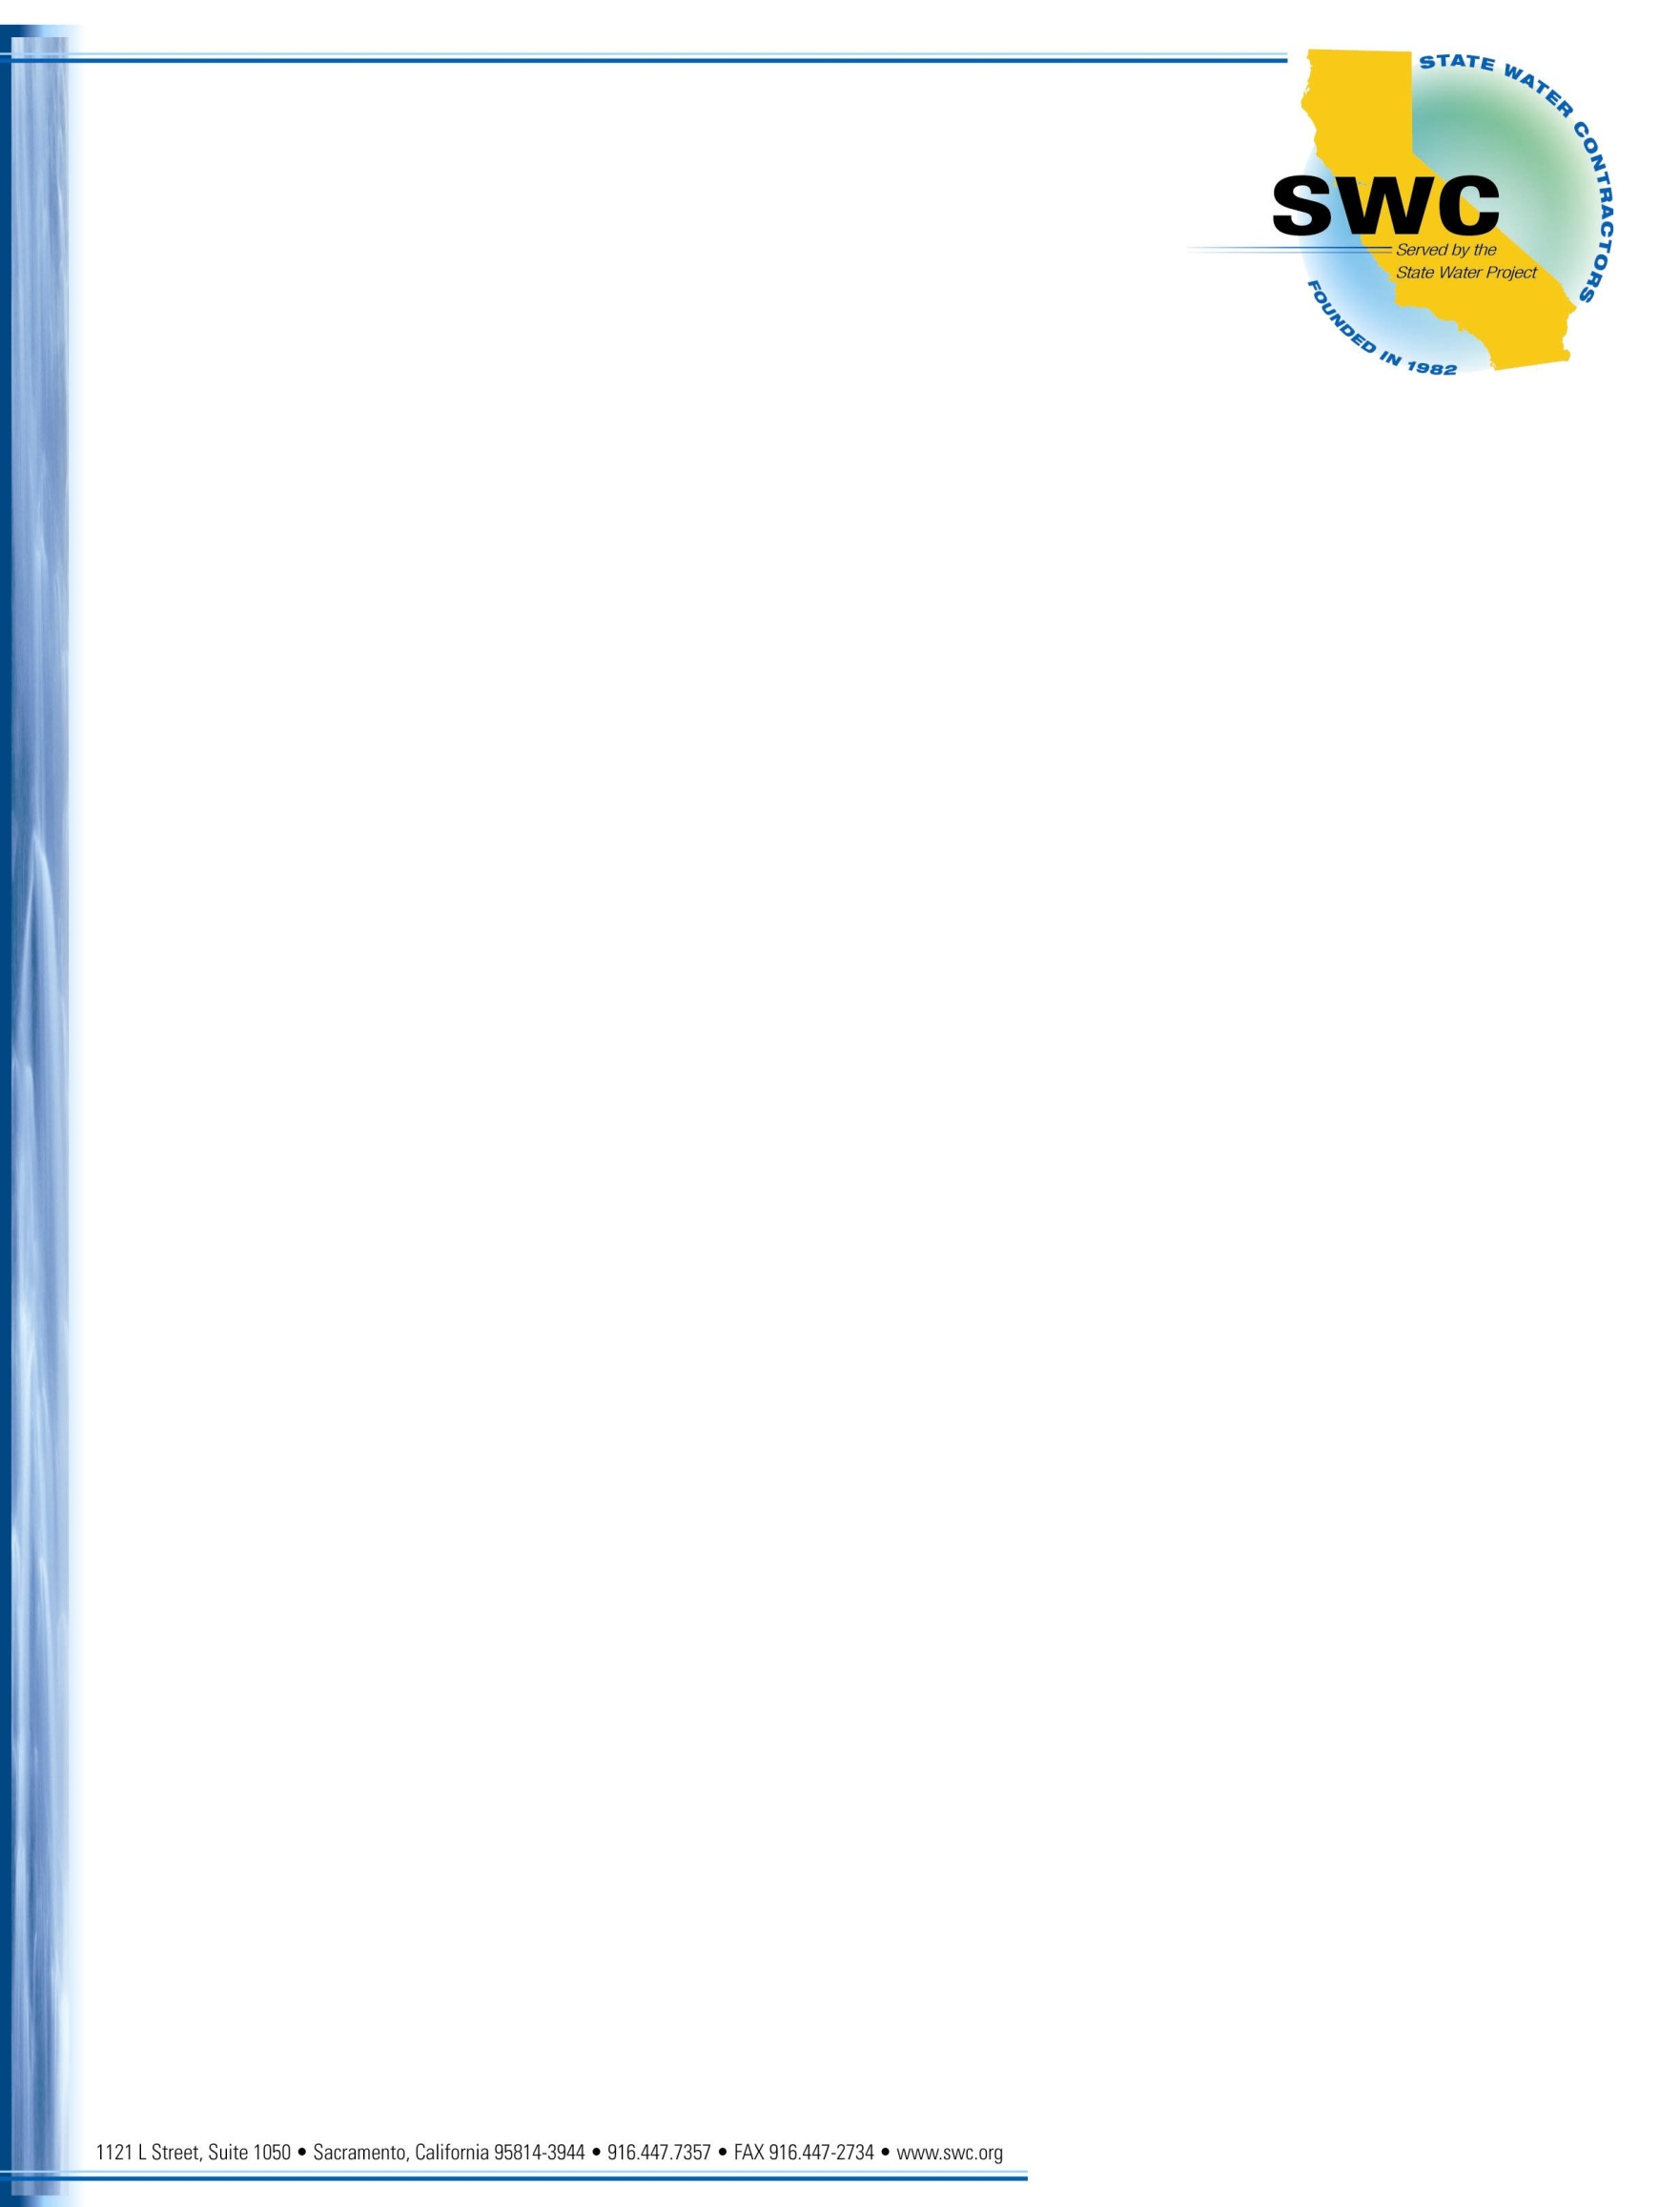 STATE WATER CONTRACTORS
SWC
Served by the
State Water Project
FOUNDED IN 1982
1121 L Street, Suite 1050 • Sacramento, California 95814-3944 • 916.447.7357 • FAX 916.447-2734 • www.swc.org